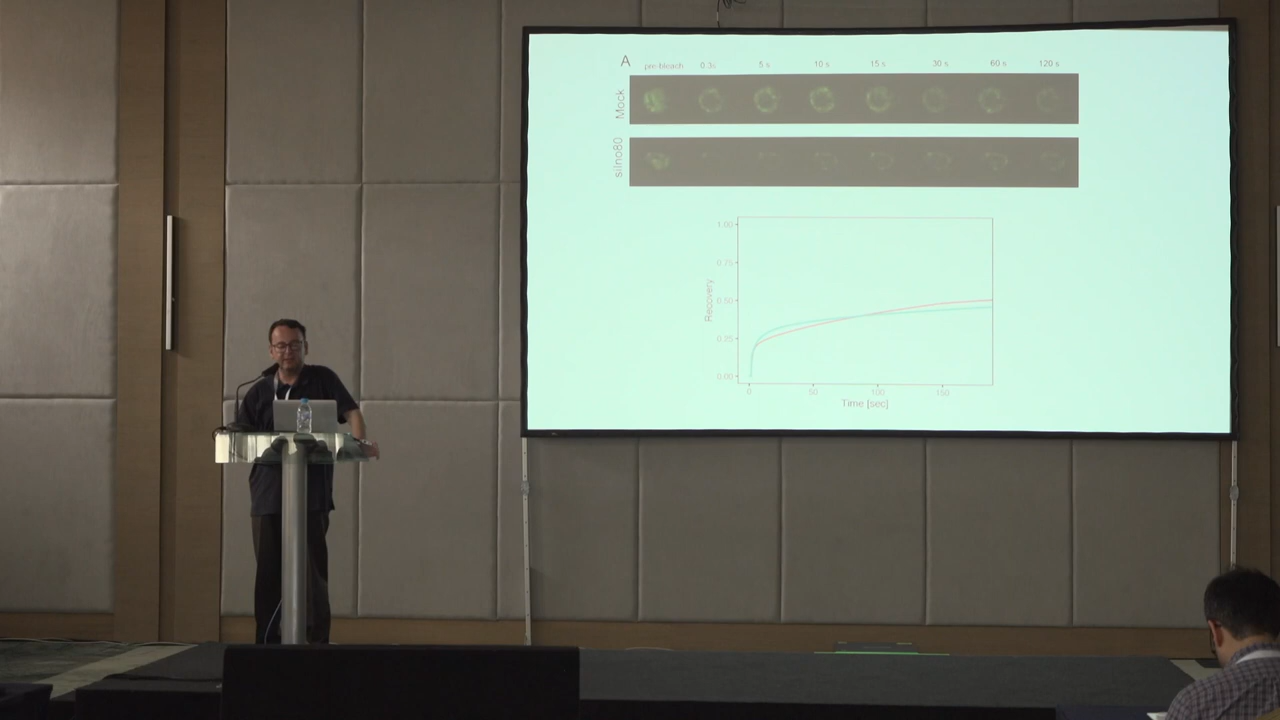 A
pre-bleach 0.3s 5 s 10 s 15 s 30 s 60 s 120 s
Mock
siIno80
1.00
0.75
0.50
0.25
0.00
Recovery
0 50 100 150
Time [sec]